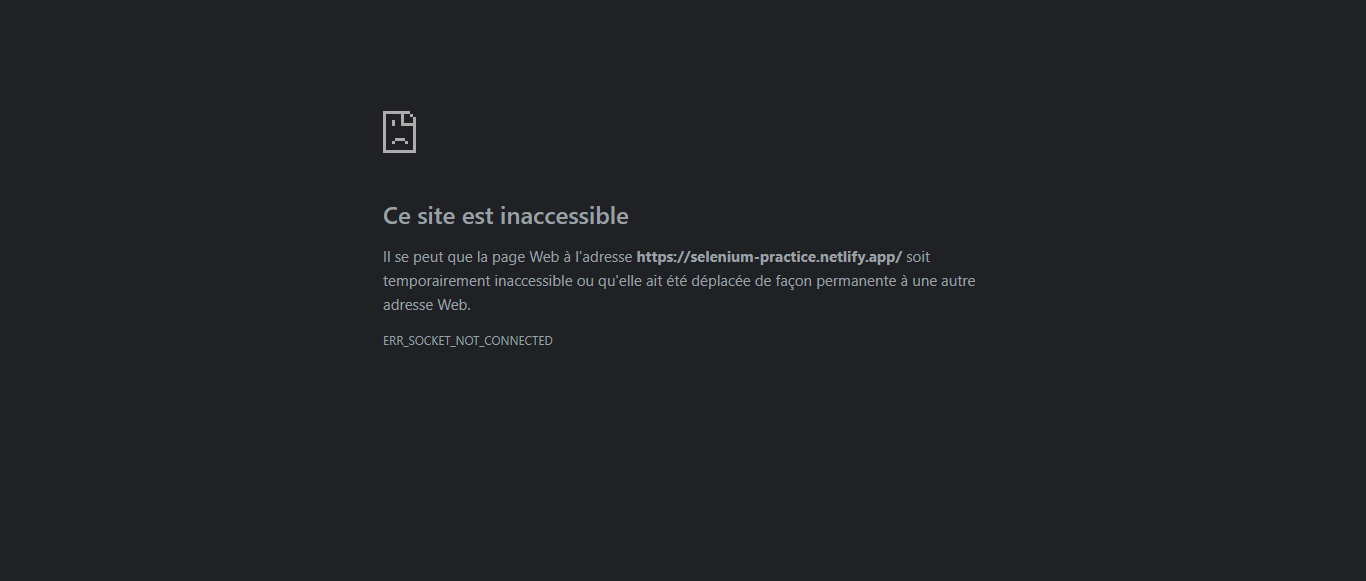 Ce site est inaccessible
Il se peut que la page Web à l'adresse https://selenium-practice.netlify.app/ soit
temporairement inaccessible ou qu'elle ait été déplacée de façon permanente à une autre
adresse Web.
ERR_SOCKET_NOT_CONNECTED